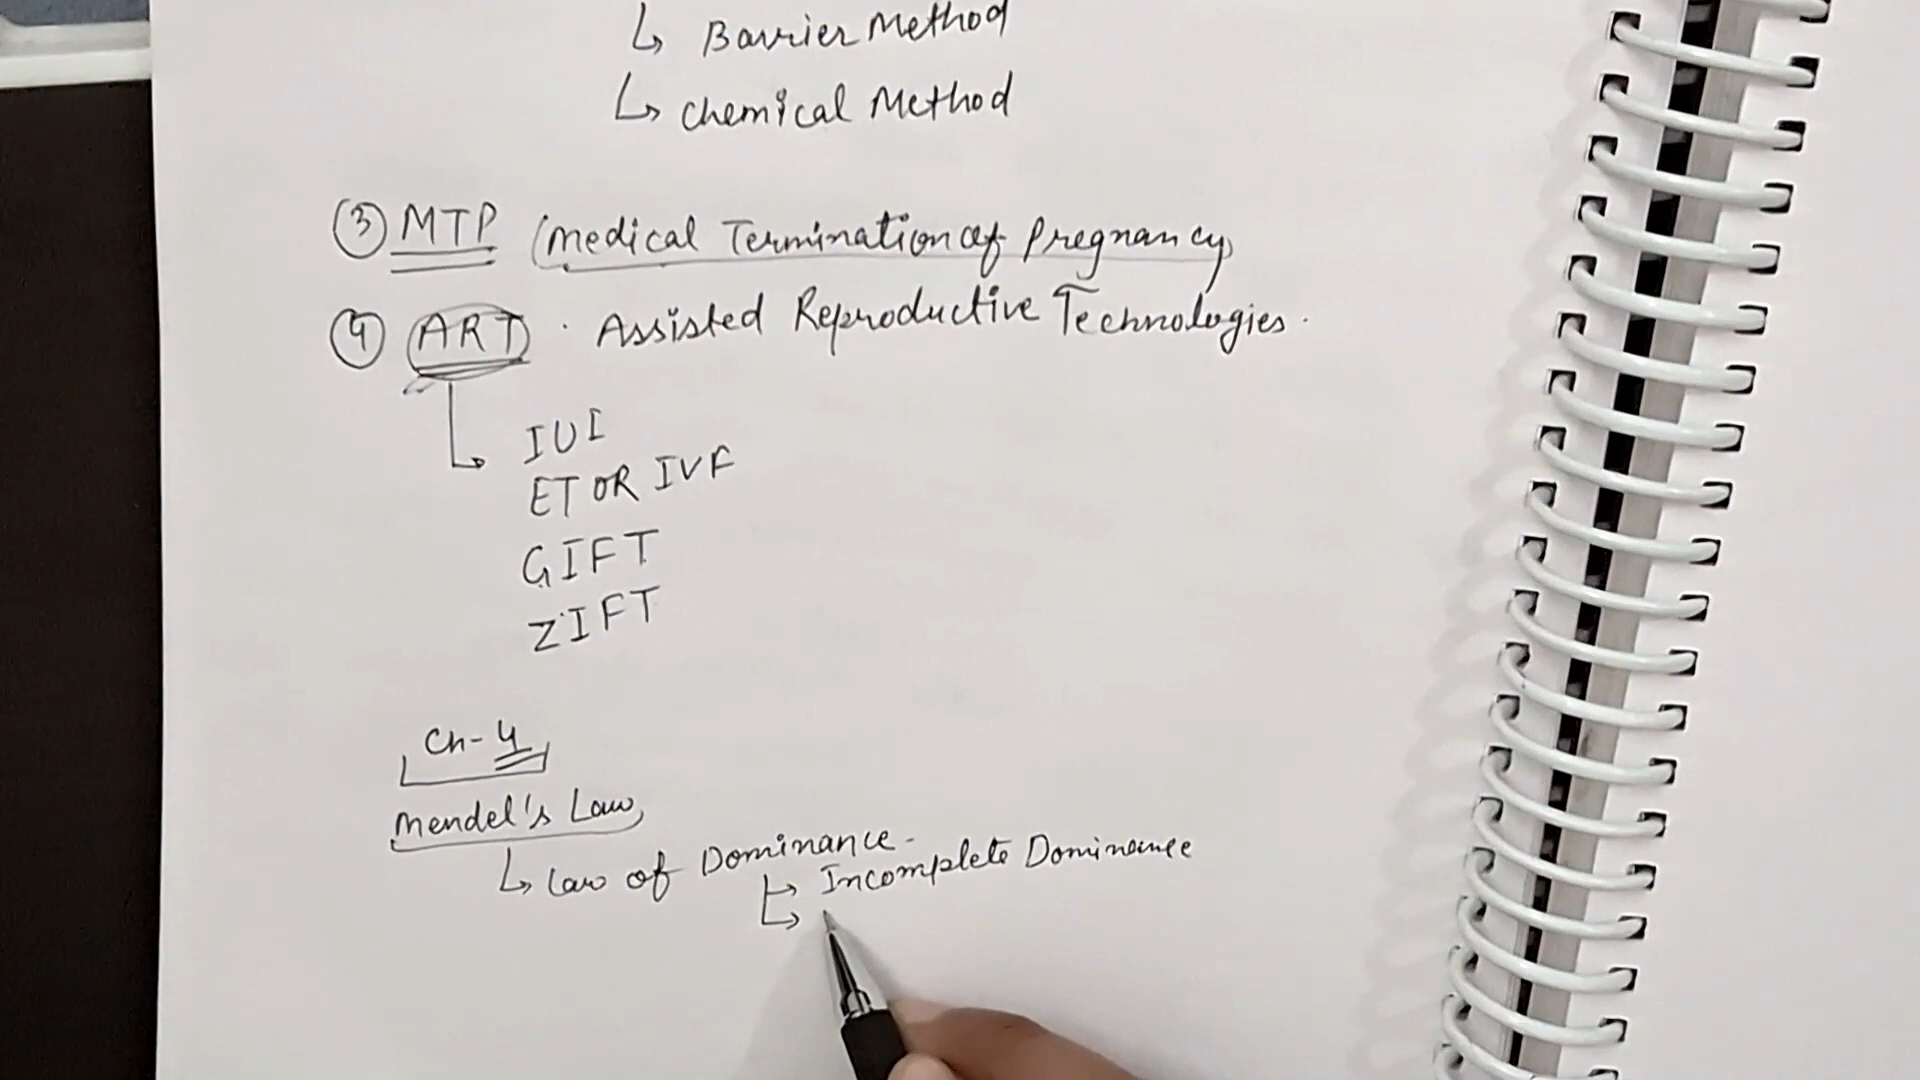 ↳ Barrier Method
↳ Chemical Method
③ MTP (Medical Termination of Pregnancy
④ ART . Assisted Reproductive Technologies.
↳ IUI
ET OR IVF
GIFT
ZIFT
Ch-4
Mendel's Law
↳ Law of Dominance -
↳ Incomplete Dominance
↳